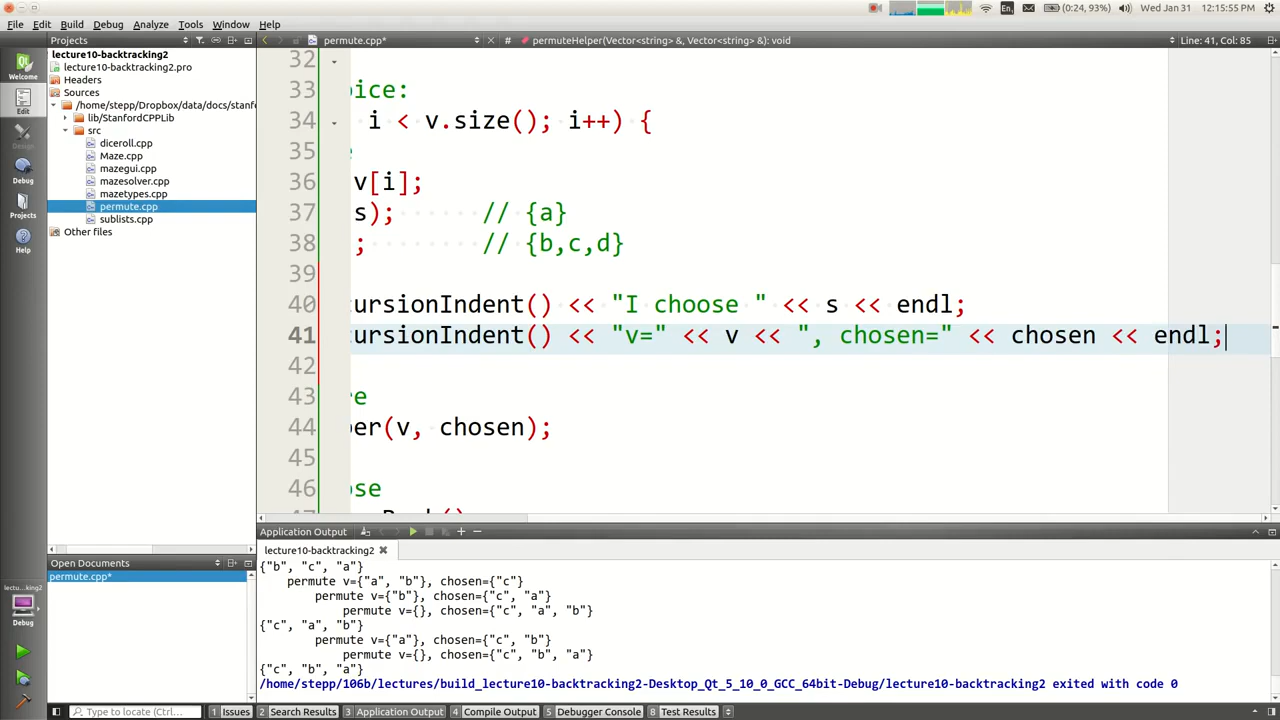 (0:24, 93%) Wed Jan 31 12:15:55 PM
En,
File Edit Build Debug Analyze Tools Window Help
Projects
permute.cpp*
# permuteHelper(Vector<string> &, Vector<string> &): void
Line: 41, Col: 85
Welcome
Edit
Design
Debug
Projects
Help
lecture10-backtracking2
lecture10-backtracking2.pro
Headers
Sources
/home/stepp/Dropbox/data/docs/stanf
lib/StanfordCPPLib
src
diceroll.cpp
Maze.cpp
mazegui.cpp
mazesolver.cpp
mazetypes.cpp
permute.cpp
sublists.cpp
Other files
32
33 oice:
34 i < v.size(); i++) {
35 e
36 v[i];
37 s); // {a}
38 ; // {b,c,d}
39
40 cursionIndent() << "I choose " << s << endl;
41 cursionIndent() << "v=" << v << ", chosen=" << chosen << endl;
42
43 re
44 per(v, chosen);
45
46 ose
Open Documents
permute.cpp*
lectu…king2
Debug
Application Output
lecture10-backtracking2
{"b", "c", "a"}
permute v={"a", "b"}, chosen={"c"}
permute v={"b"}, chosen={"c", "a"}
permute v={}, chosen={"c", "a", "b"}
{"c", "a", "b"}
permute v={"a"}, chosen={"c", "b"}
permute v={}, chosen={"c", "b", "a"}
{"c", "b", "a"}
/home/stepp/106b/lectures/build_lecture10-backtracking2-Desktop_Qt_5_10_0_GCC_64bit-Debug/lecture10-backtracking2 exited with code 0
Type to locate (Ctrl+...) 1 Issues 2 Search Results 3 Application Output 4 Compile Output 5 Debugger Console 8 Test Results